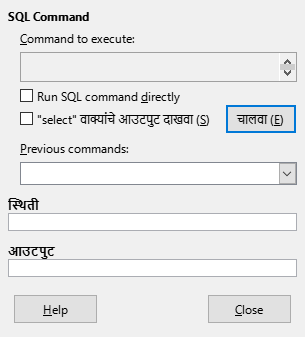 SQL Command
Command to execute:
Run SQL command directly
"select" वाक्यांचे आउटपुट दाखवा (S)
चालवा (E)
Previous commands:
स्थिती
आउटपुट
Help
Close